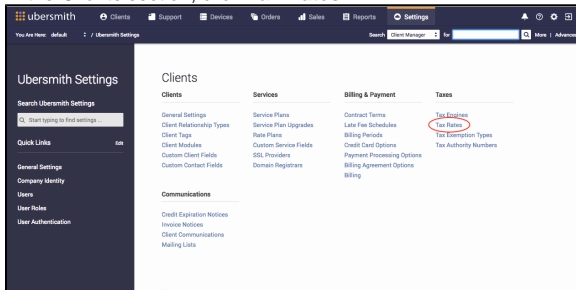 ubersmith Clients Support Devices Orders Sales Reports Settings
You Are Here: default / Ubersmith Settings Search Client Manager for More | Advanced
Ubersmith Settings
Search Ubersmith Settings
Start typing to find settings ...
Quick Links Edit
General Settings
Company Identity
Users
User Roles
User Authentication
Clients
Clients
General Settings
Client Relationship Types
Client Tags
Client Modules
Custom Client Fields
Custom Contact Fields
Services
Service Plans
Service Plan Upgrades
Rate Plans
Custom Service Fields
SSL Providers
Domain Registrars
Billing & Payment
Contract Terms
Late Fee Schedules
Billing Periods
Credit Card Options
Payment Processing Options
Billing Agreement Options
Billing
Taxes
Tax Engines
Tax Rates
Tax Exemption Types
Tax Authority Numbers
Communications
Credit Expiration Notices
Invoice Notices
Client Communications
Mailing Lists